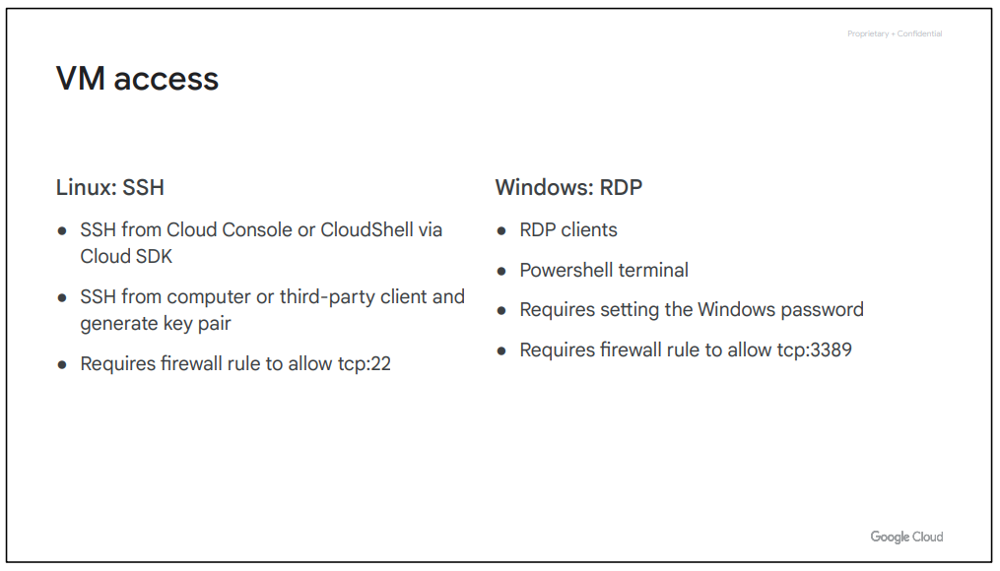 Proprietary + Confidential
VM access
Linux: SSH
● SSH from Cloud Console or CloudShell via
Cloud SDK
● SSH from computer or third-party client and
generate key pair
● Requires firewall rule to allow tcp:22
Windows: RDP
● RDP clients
● Powershell terminal
● Requires setting the Windows password
● Requires firewall rule to allow tcp:3389
Google Cloud